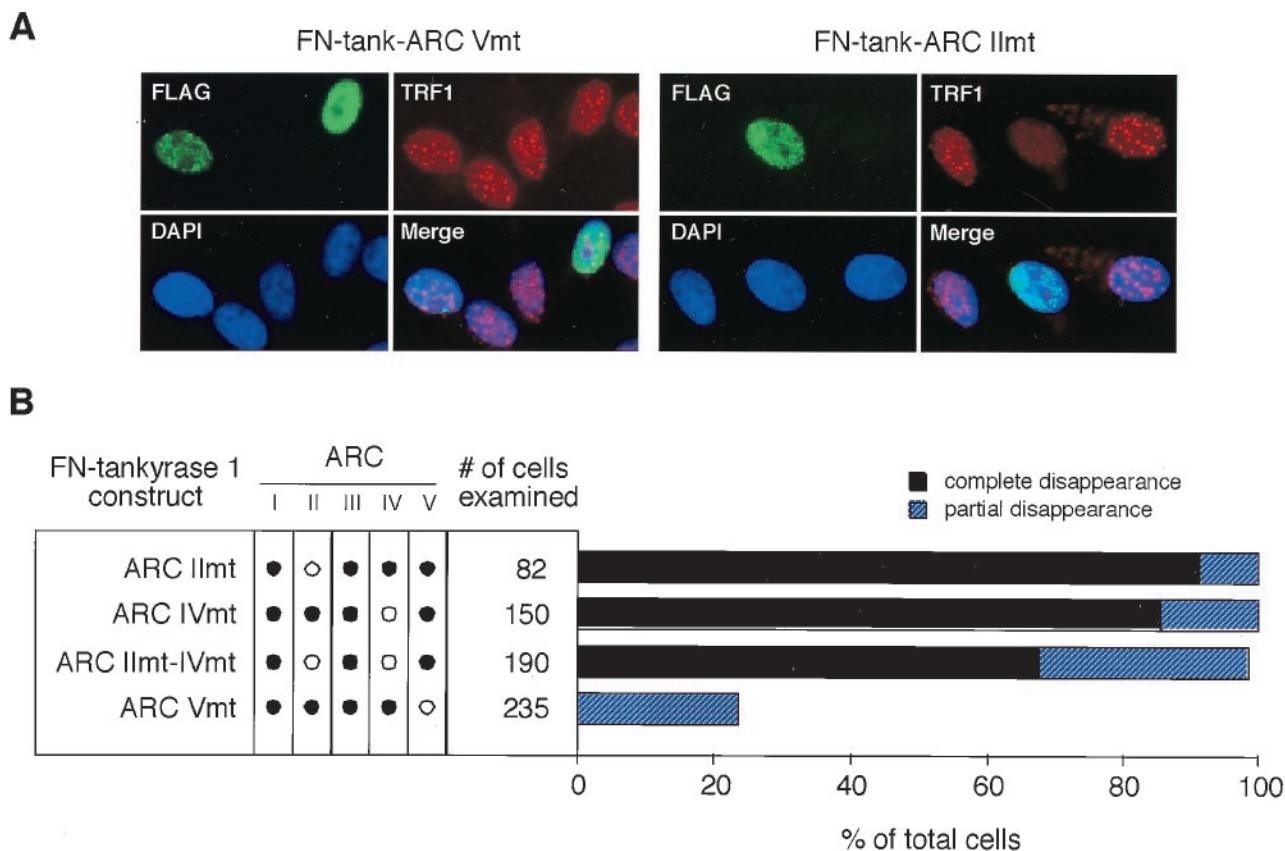 A
FN-tank-ARC Vmt
FN-tank-ARC IImt
FLAG
TRF1
FLAG
TRF1
DAPI
Merge
DAPI
Merge
B
FN-tankyrase 1
construct
ARC
I II III IV V
# of cells
examined
complete disappearance
partial disappearance
ARC IImt 82
ARC IVmt 150
ARC IImt-IVmt 190
ARC Vmt 235
0 20 40 60 80 100
% of total cells